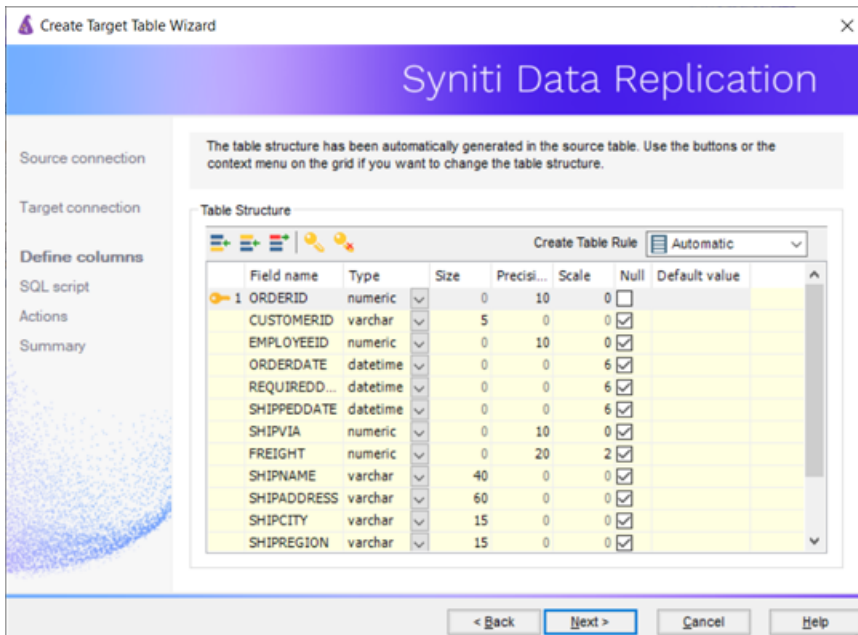 Create Target Table Wizard
Syniti Data Replication
Source connection
Target connection
Define columns
SQL script
Actions
Summary
The table structure has been automatically generated in the source table. Use the buttons or the
context menu on the grid if you want to change the table structure.
Table Structure
Create Table Rule Automatic
Field name Type Size Precisi... Scale Null Default value
1 ORDERID numeric 0 10 0
CUSTOMERID varchar 5 0 0
EMPLOYEEID numeric 0 10 0
ORDERDATE datetime 0 0 6
REQUIREDD... datetime 0 0 6
SHIPPEDDATE datetime 0 0 6
SHIPVIA numeric 0 10 0
FREIGHT numeric 0 20 2
SHIPNAME varchar 40 0 0
SHIPADDRESS varchar 60 0 0
SHIPCITY varchar 15 0 0
SHIPREGION varchar 15 0 0
< Back Next > Cancel Help